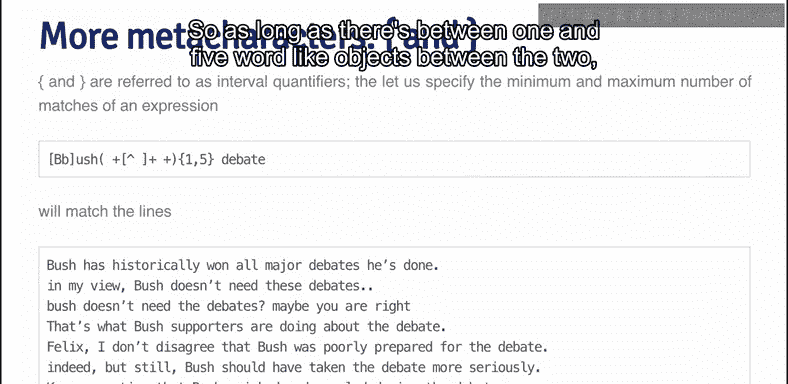 So as long as there's between one and
More metacharacters: { and }
five word like objects between the two,
{ and } are referred to as interval quantifiers; the let us specify the minimum and maximum number of
matches of an expression
[Bb]ush( +[^ ]+ +){1,5} debate
will match the lines
Bush has historically won all major debates he's done.
in my view, Bush doesn't need these debates..
bush doesn't need the debates? maybe you are right
That's what Bush supporters are doing about the debate.
Felix, I don't disagree that Bush was poorly prepared for the debate.
indeed, but still, Bush should have taken the debate more seriously.